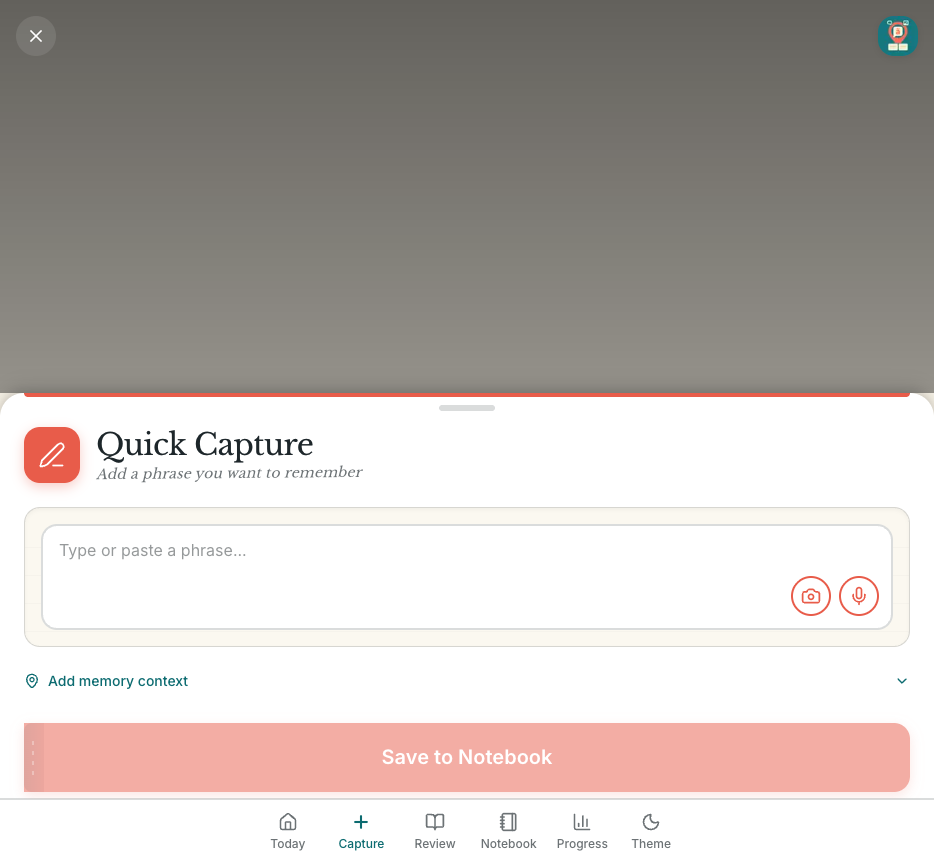 Quick Capture
Add a phrase you want to remember
Type or paste a phrase...
Add memory context
Save to Notebook
Today
Capture
Review
Notebook
Progress
Theme